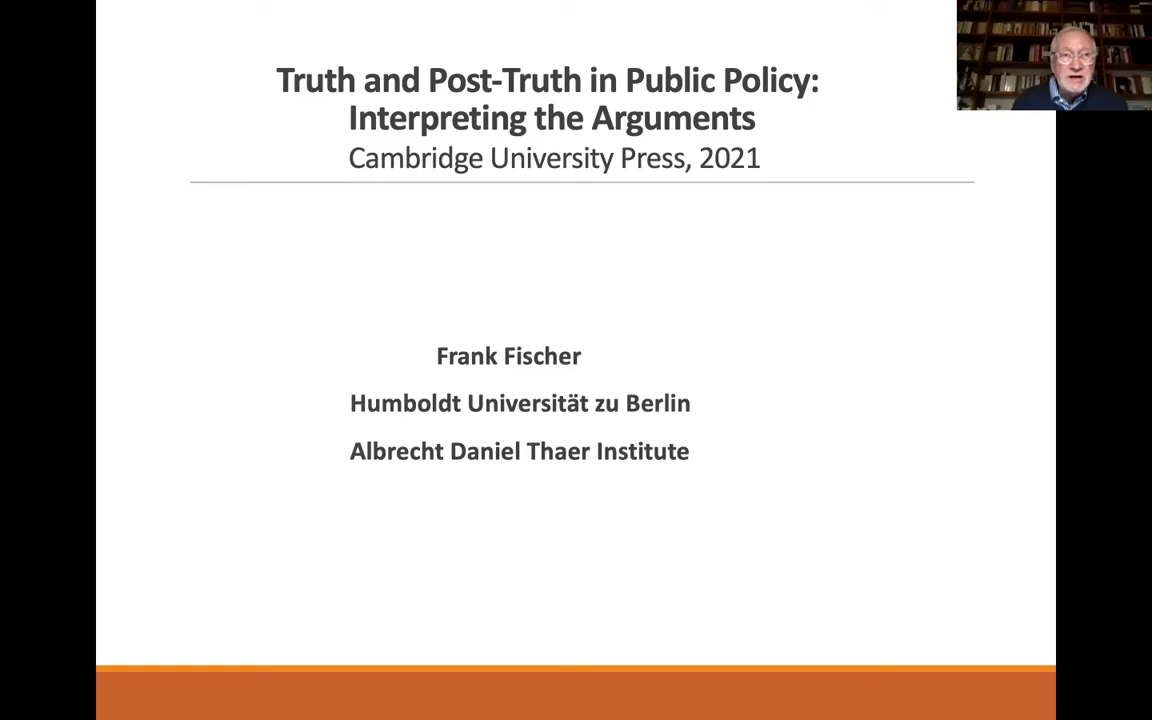 Truth and Post-Truth in Public Policy:
Interpreting the Arguments
Cambridge University Press, 2021
Frank Fischer
Humboldt Universität zu Berlin
Albrecht Daniel Thaer Institute